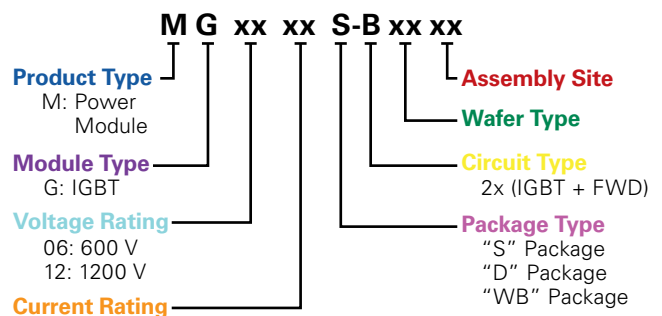 M G xx xx S-B xx xx
Product Type
M: Power
Module
Module Type
G: IGBT
Voltage Rating
06: 600 V
12: 1200 V
Current Rating
Assembly Site
Wafer Type
Circuit Type
2x (IGBT + FWD)
Package Type
“S” Package
“D” Package
“WB” Package